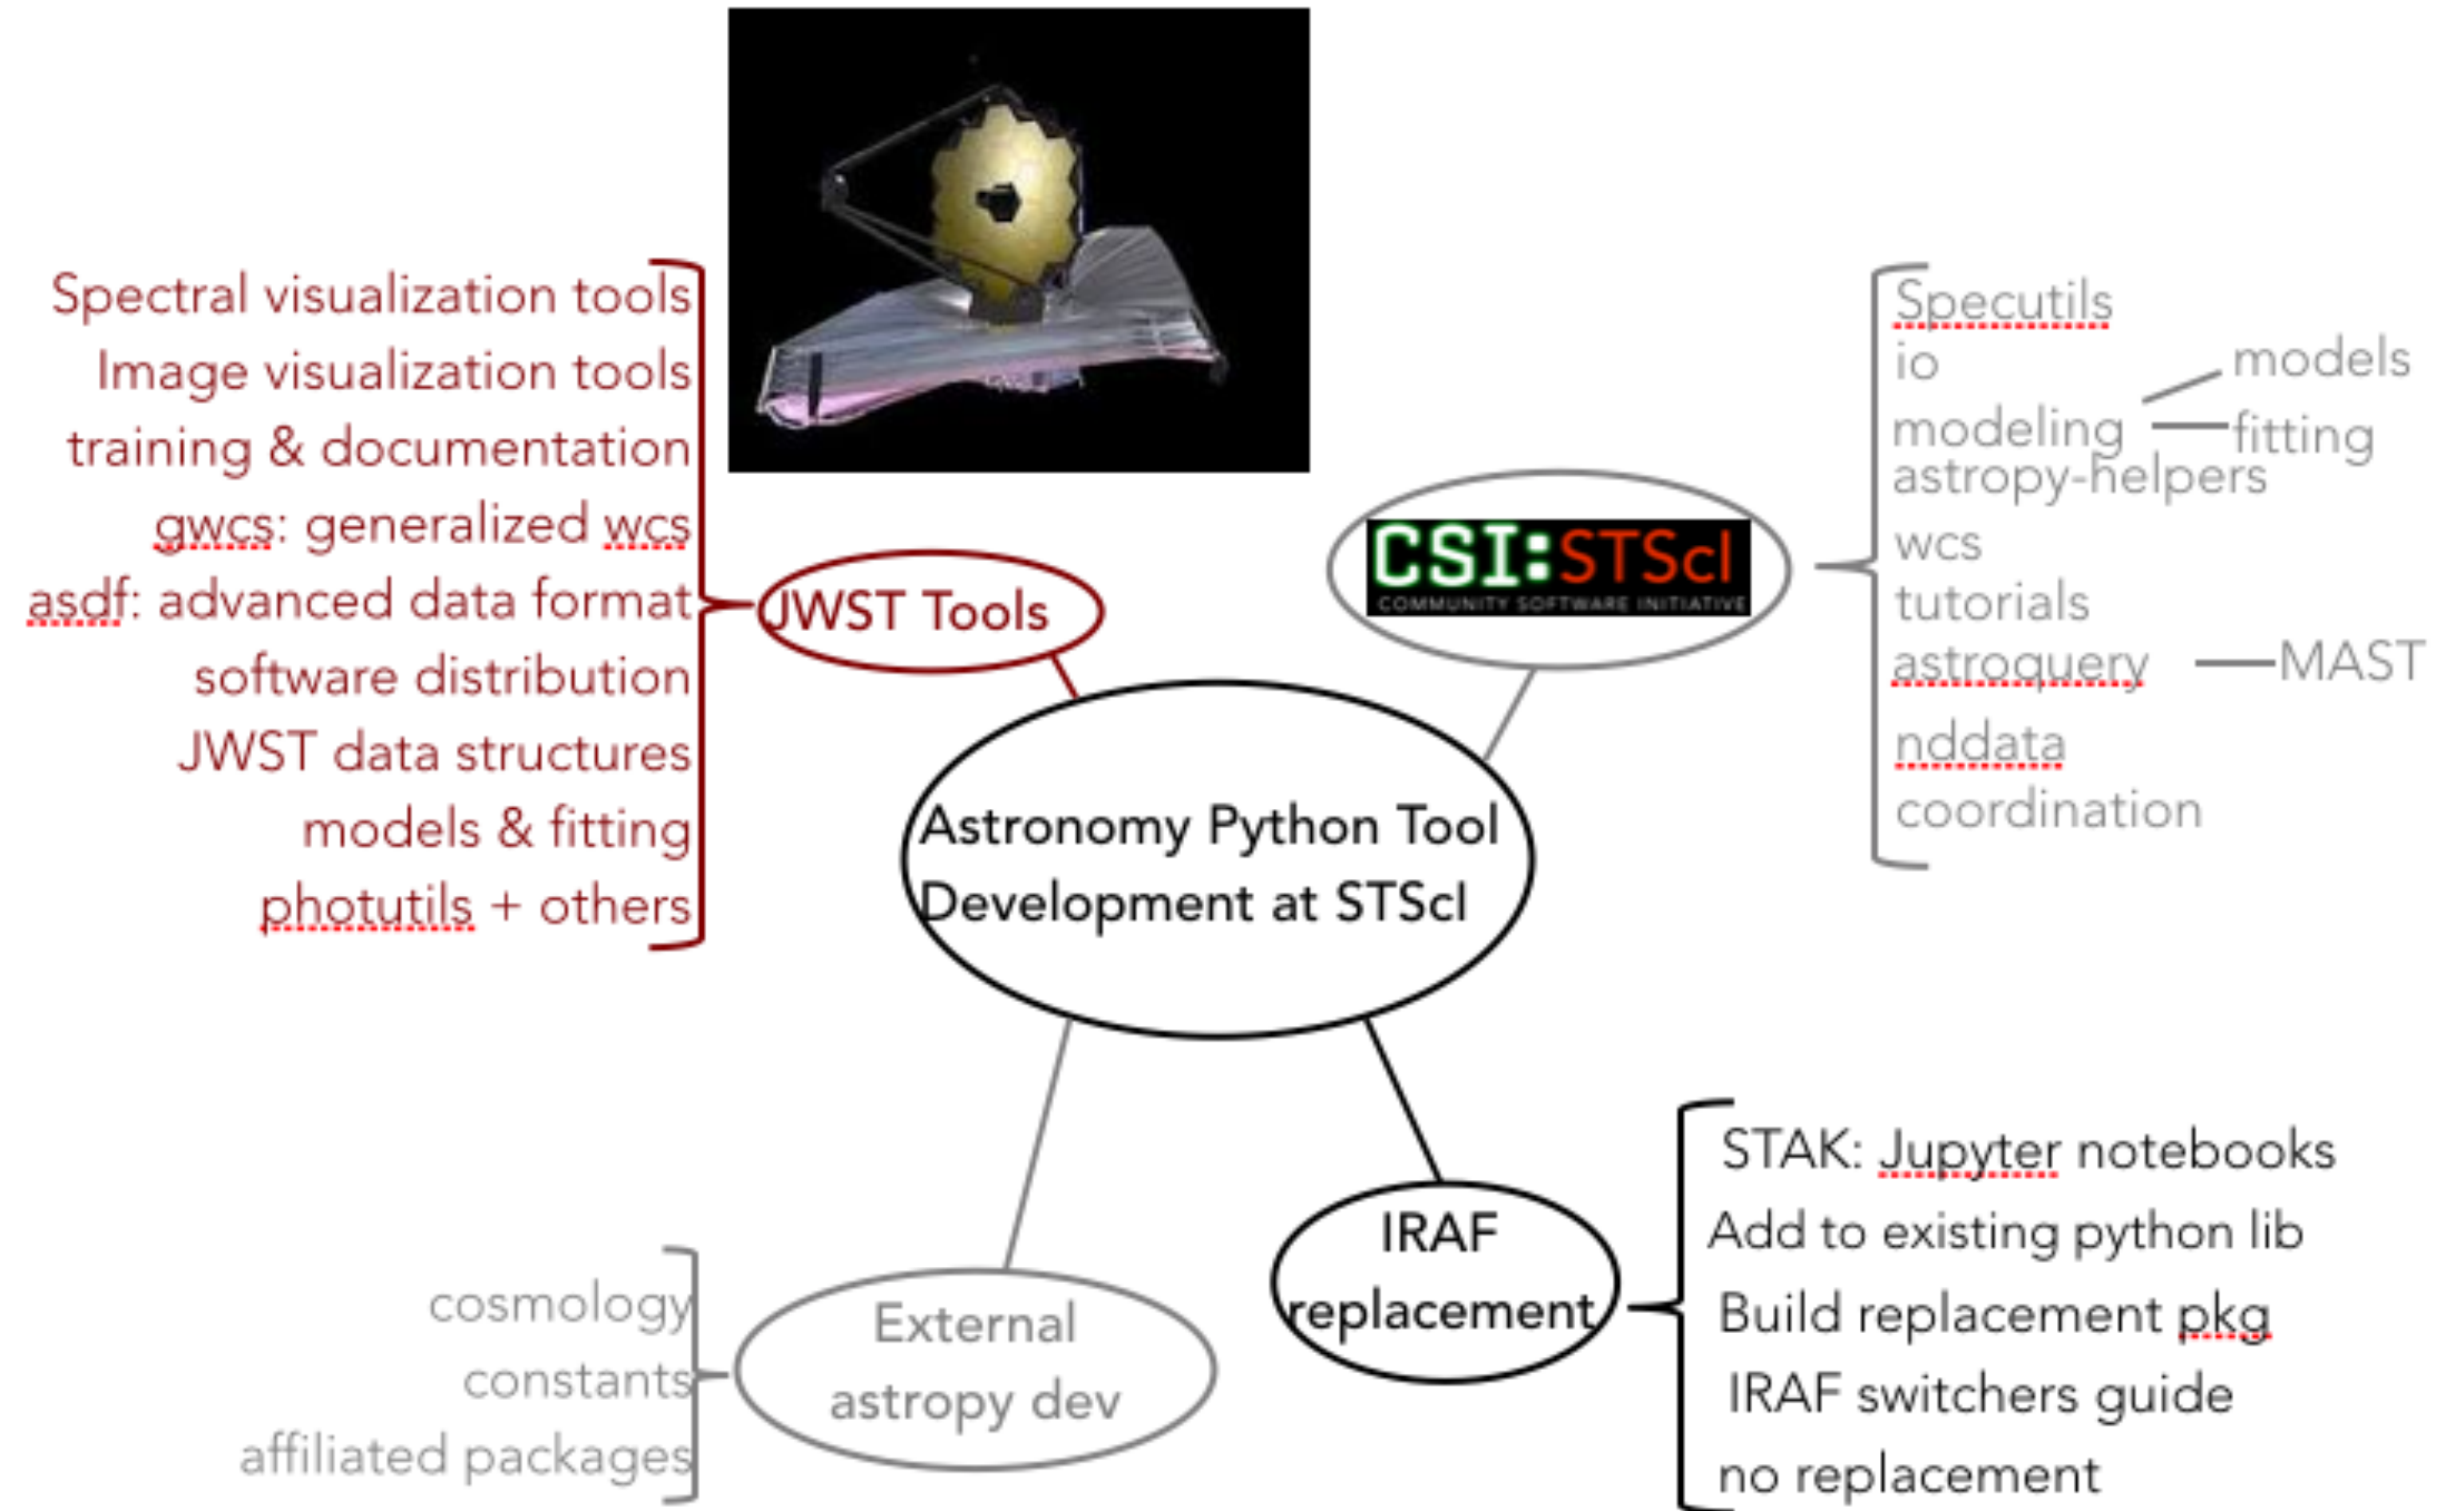 Spectral visualization tools
Image visualization tools
training & documentation
gwcs: generalized wcs
asdf: advanced data format
software distribution
JWST data structures
models & fitting
photutils + others
JWST Tools
CSI:STScI
COMMUNITY SOFTWARE INITIATIVE
Specutils
io
modeling
models
fitting
astropy-helpers
wcs
tutorials
astroquery
MAST
nddata
coordination
Astronomy Python Tool
Development at STScI
cosmology
constants
affiliated packages
External
astropy dev
IRAF
replacement
STAK: Jupyter notebooks
Add to existing python lib
Build replacement pkg
IRAF switchers guide
no replacement